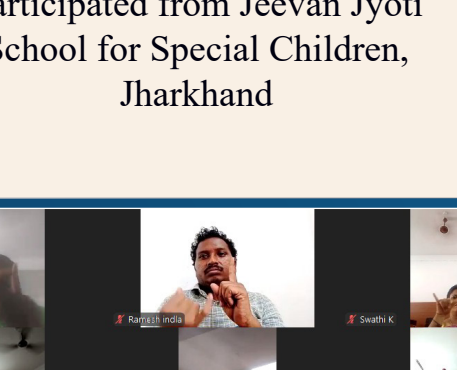 articipated from Jeevan Jyoti
School for Special Children,
Jharkhand
Ramesh indla
Swathi K